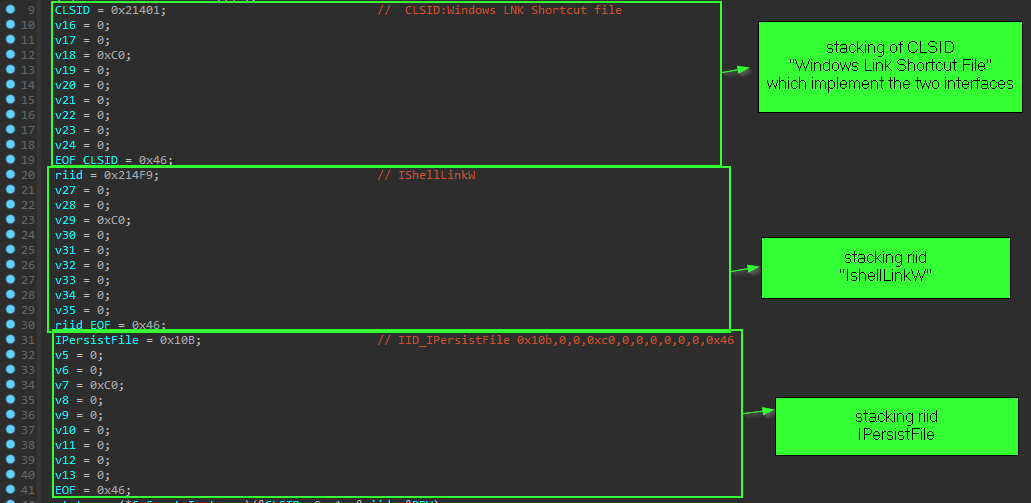 9 CLSID = 0x21401; // CLSID:Windows LNK Shortcut file
10 v16 = 0;
11 v17 = 0;
12 v18 = 0xC0;
13 v19 = 0;
14 v20 = 0;
15 v21 = 0;
16 v22 = 0;
17 v23 = 0;
18 v24 = 0;
19 EOF_CLSID = 0x46;
20 riid = 0x214F9; // IShellLinkW
21 v27 = 0;
22 v28 = 0;
23 v29 = 0xC0;
24 v30 = 0;
25 v31 = 0;
26 v32 = 0;
27 v33 = 0;
28 v34 = 0;
29 v35 = 0;
30 riid_EOF = 0x46;
31 IPersistFile = 0x10B; // IID_IPersistFile 0x10b,0,0,0xc0,0,0,0,0,0,0,0x46
32 v5 = 0;
33 v6 = 0;
34 v7 = 0xC0;
35 v8 = 0;
36 v9 = 0;
37 v10 = 0;
38 v11 = 0;
39 v12 = 0;
40 v13 = 0;
41 EOF = 0x46;
stacking of CLSID
"Windows Link Shortcut File"
which implement the two interfaces
stacking riid
"IshellLinkW"
stacking riid
IPersistFile